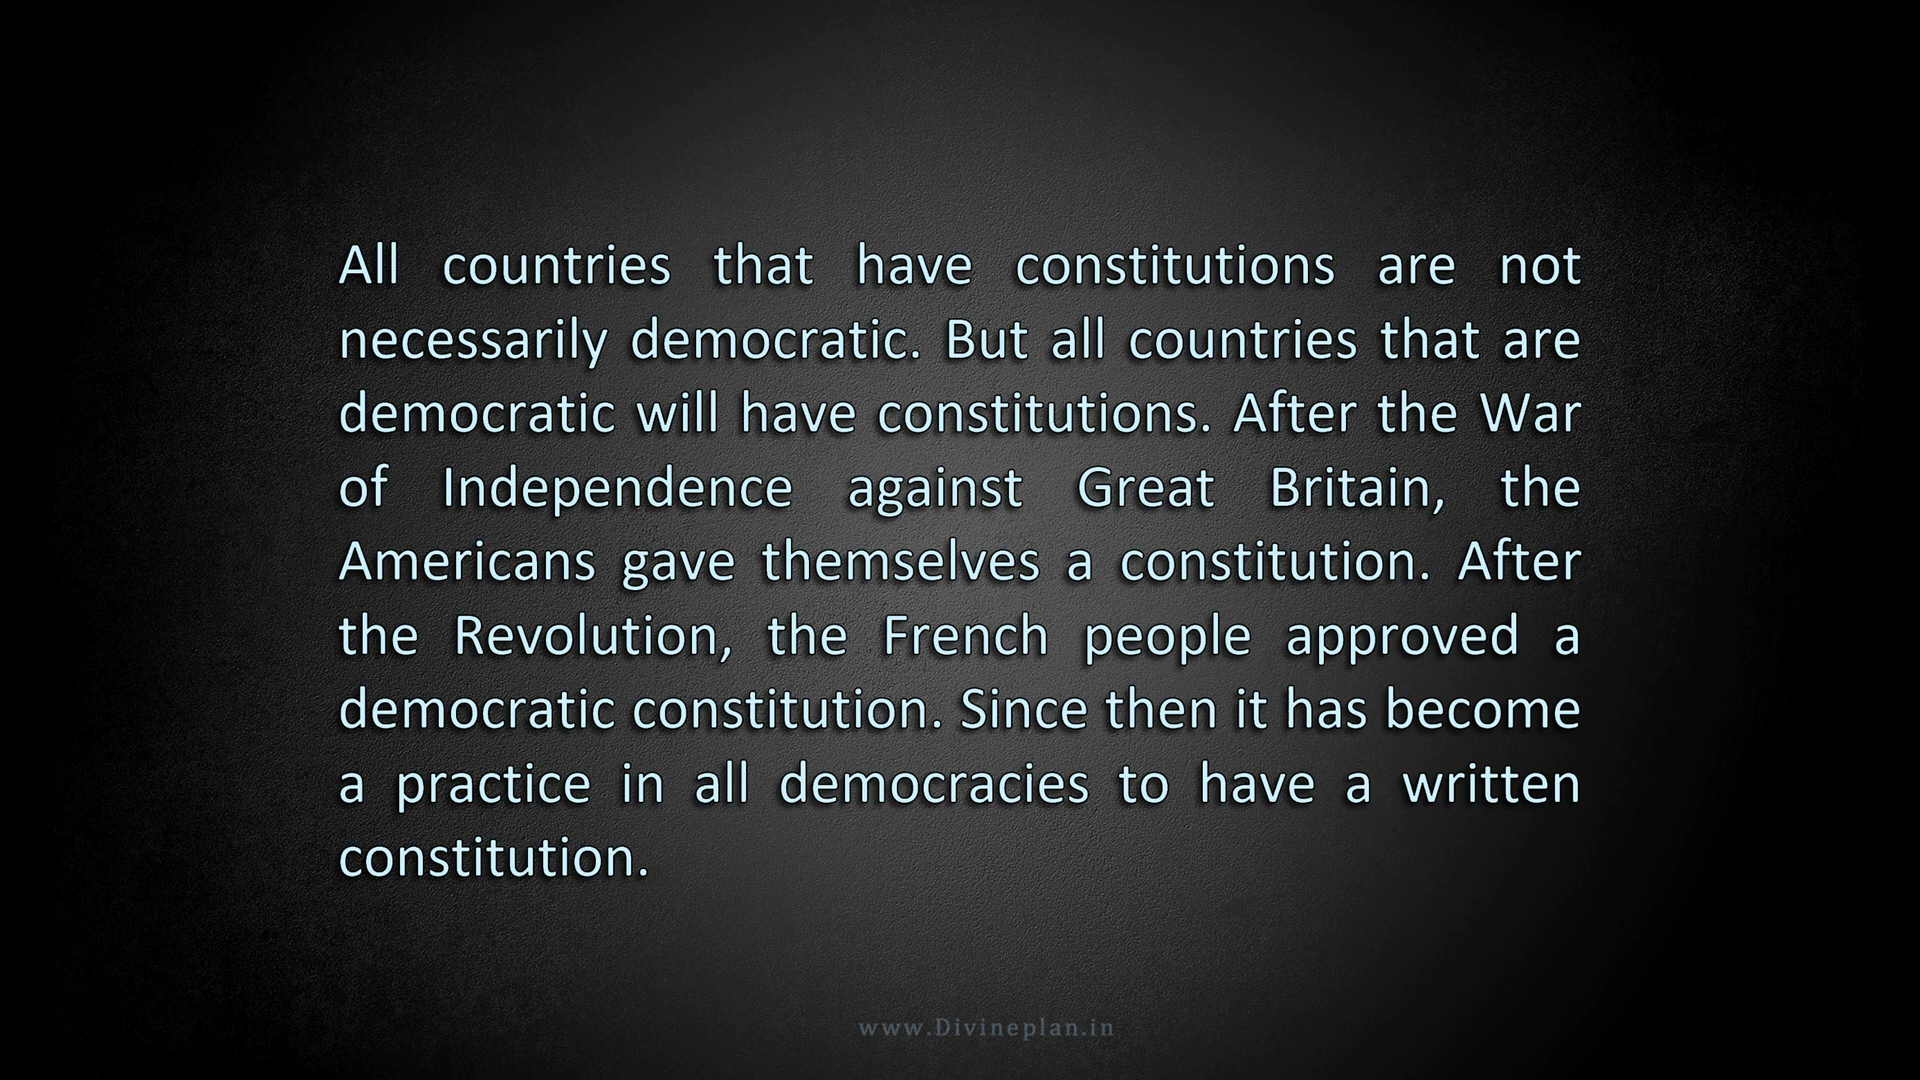 All countries that have constitutions are not
necessarily democratic. But all countries that are
democratic will have constitutions. After the War
of Independence against Great Britain, the
Americans gave themselves a constitution. After
the Revolution, the French people approved a
democratic constitution. Since then it has become
a practice in all democracies to have a written
constitution.
www.Divineplan.in